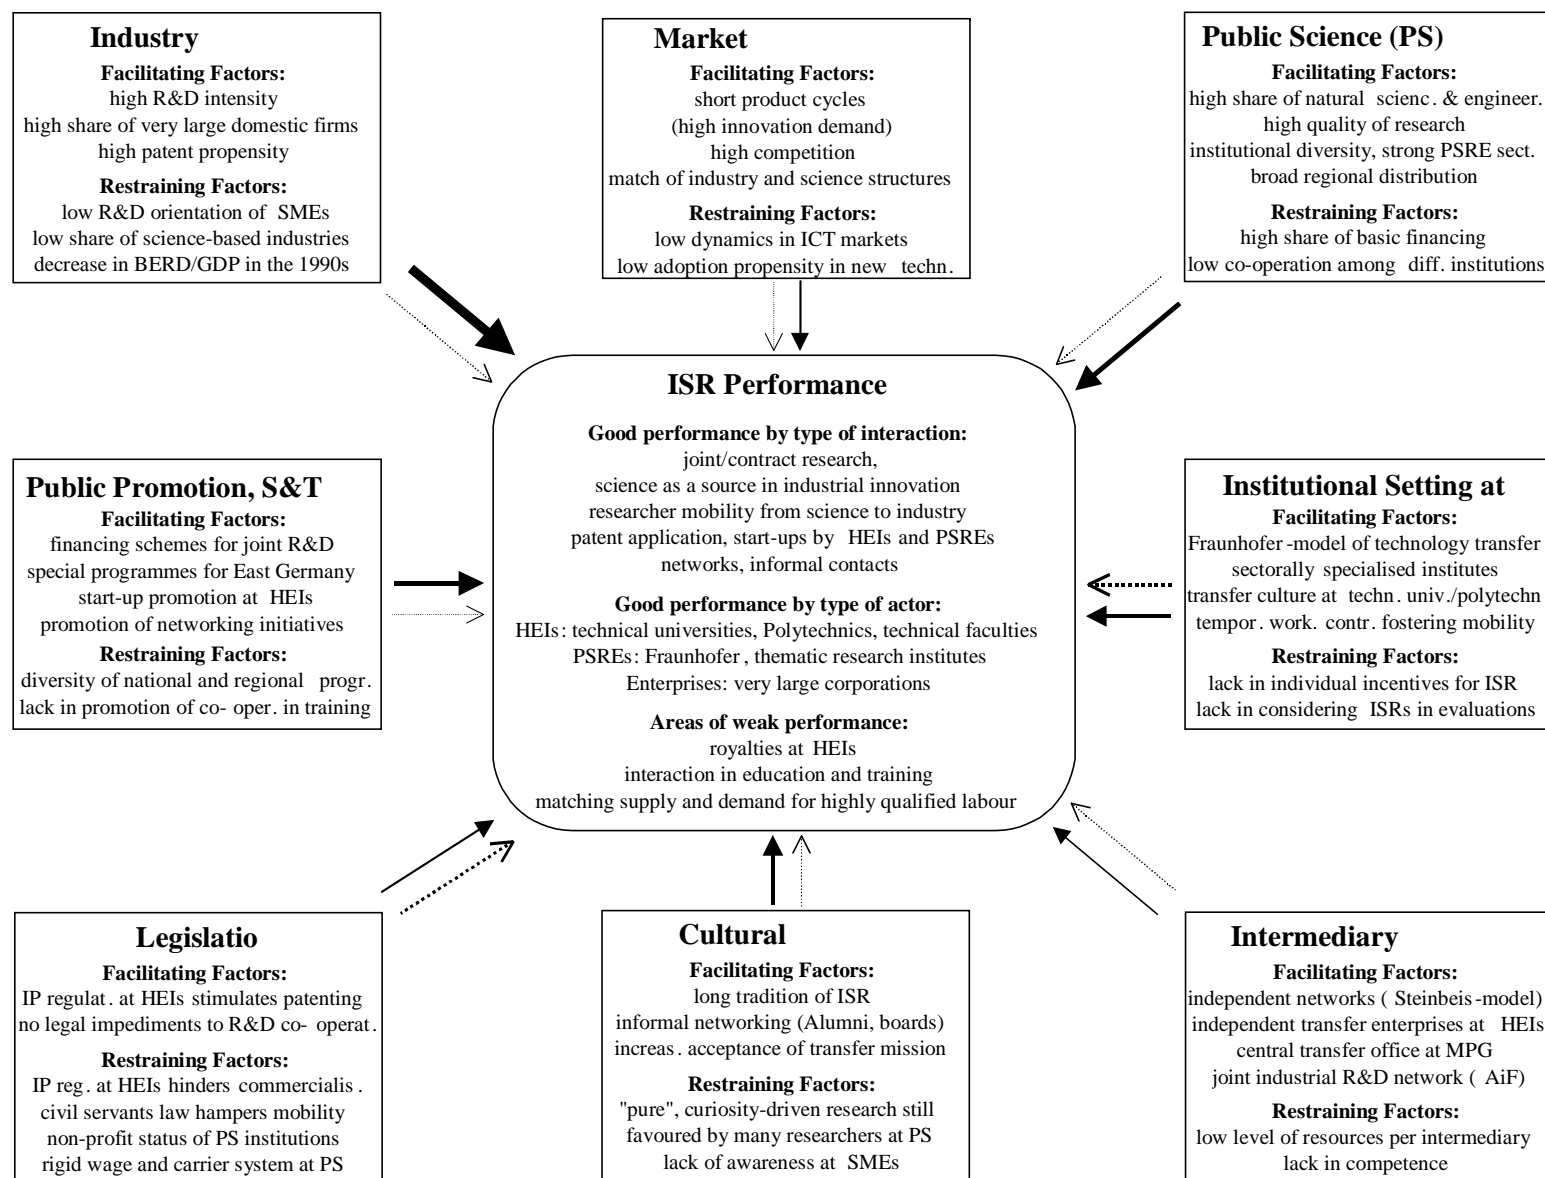 Industry
Facilitating Factors:
high R&D intensity
high share of very large domestic firms
high patent propensity
Restraining Factors:
low R&D orientation of SMEs
low share of science-based industries
decrease in BERD/GDP in the 1990s
Market
Facilitating Factors:
short product cycles
(high innovation demand)
high competition
match of industry and science structures
Restraining Factors:
low dynamics in ICT markets
low adoption propensity in new techn.
Public Science (PS)
Facilitating Factors:
high share of natural scienc. & engineer.
high quality of research
institutional diversity, strong PSRE sect.
broad regional distribution
Restraining Factors:
high share of basic financing
low co-operation among diff. institutions
Public Promotion, S&T
Facilitating Factors:
financing schemes for joint R&D
special programmes for East Germany
start-up promotion at HEIs
promotion of networking initiatives
Restraining Factors:
diversity of national and regional progr.
lack in promotion of co- oper. in training
ISR Performance
Good performance by type of interaction:
joint/contract research,
science as a source in industrial innovation
researcher mobility from science to industry
patent application, start-ups by HEIs and PSREs
networks, informal contacts
Good performance by type of actor:
HEIs: technical universities, Polytechnics, technical faculties
PSREs: Fraunhofer, thematic research institutes
Enterprises: very large corporations
Areas of weak performance:
royalties at HEIs
interaction in education and training
matching supply and demand for highly qualified labour
Institutional Setting at
Facilitating Factors:
Fraunhofer-model of technology transfer
sectorally specialised institutes
transfer culture at techn. univ./polytechn
tempor. work. contr. fostering mobility
Restraining Factors:
lack in individual incentives for ISR
lack in considering ISRs in evaluations
Legislatio
Facilitating Factors:
IP regulat. at HEIs stimulates patenting
no legal impediments to R&D co- operat.
Restraining Factors:
IP reg. at HEIs hinders commercialis.
civil servants law hampers mobility
non-profit status of PS institutions
rigid wage and carrier system at PS
Cultural
Facilitating Factors:
long tradition of ISR
informal networking (Alumni, boards)
increas. acceptance of transfer mission
Restraining Factors:
"pure", curiosity-driven research still
favoured by many researchers at PS
lack of awareness at SMEs
Intermediary
Facilitating Factors:
independent networks ( Steinbeis-model)
independent transfer enterprises at HEIs
central transfer office at MPG
joint industrial R&D network ( AiF)
Restraining Factors:
low level of resources per intermediary
lack in competence